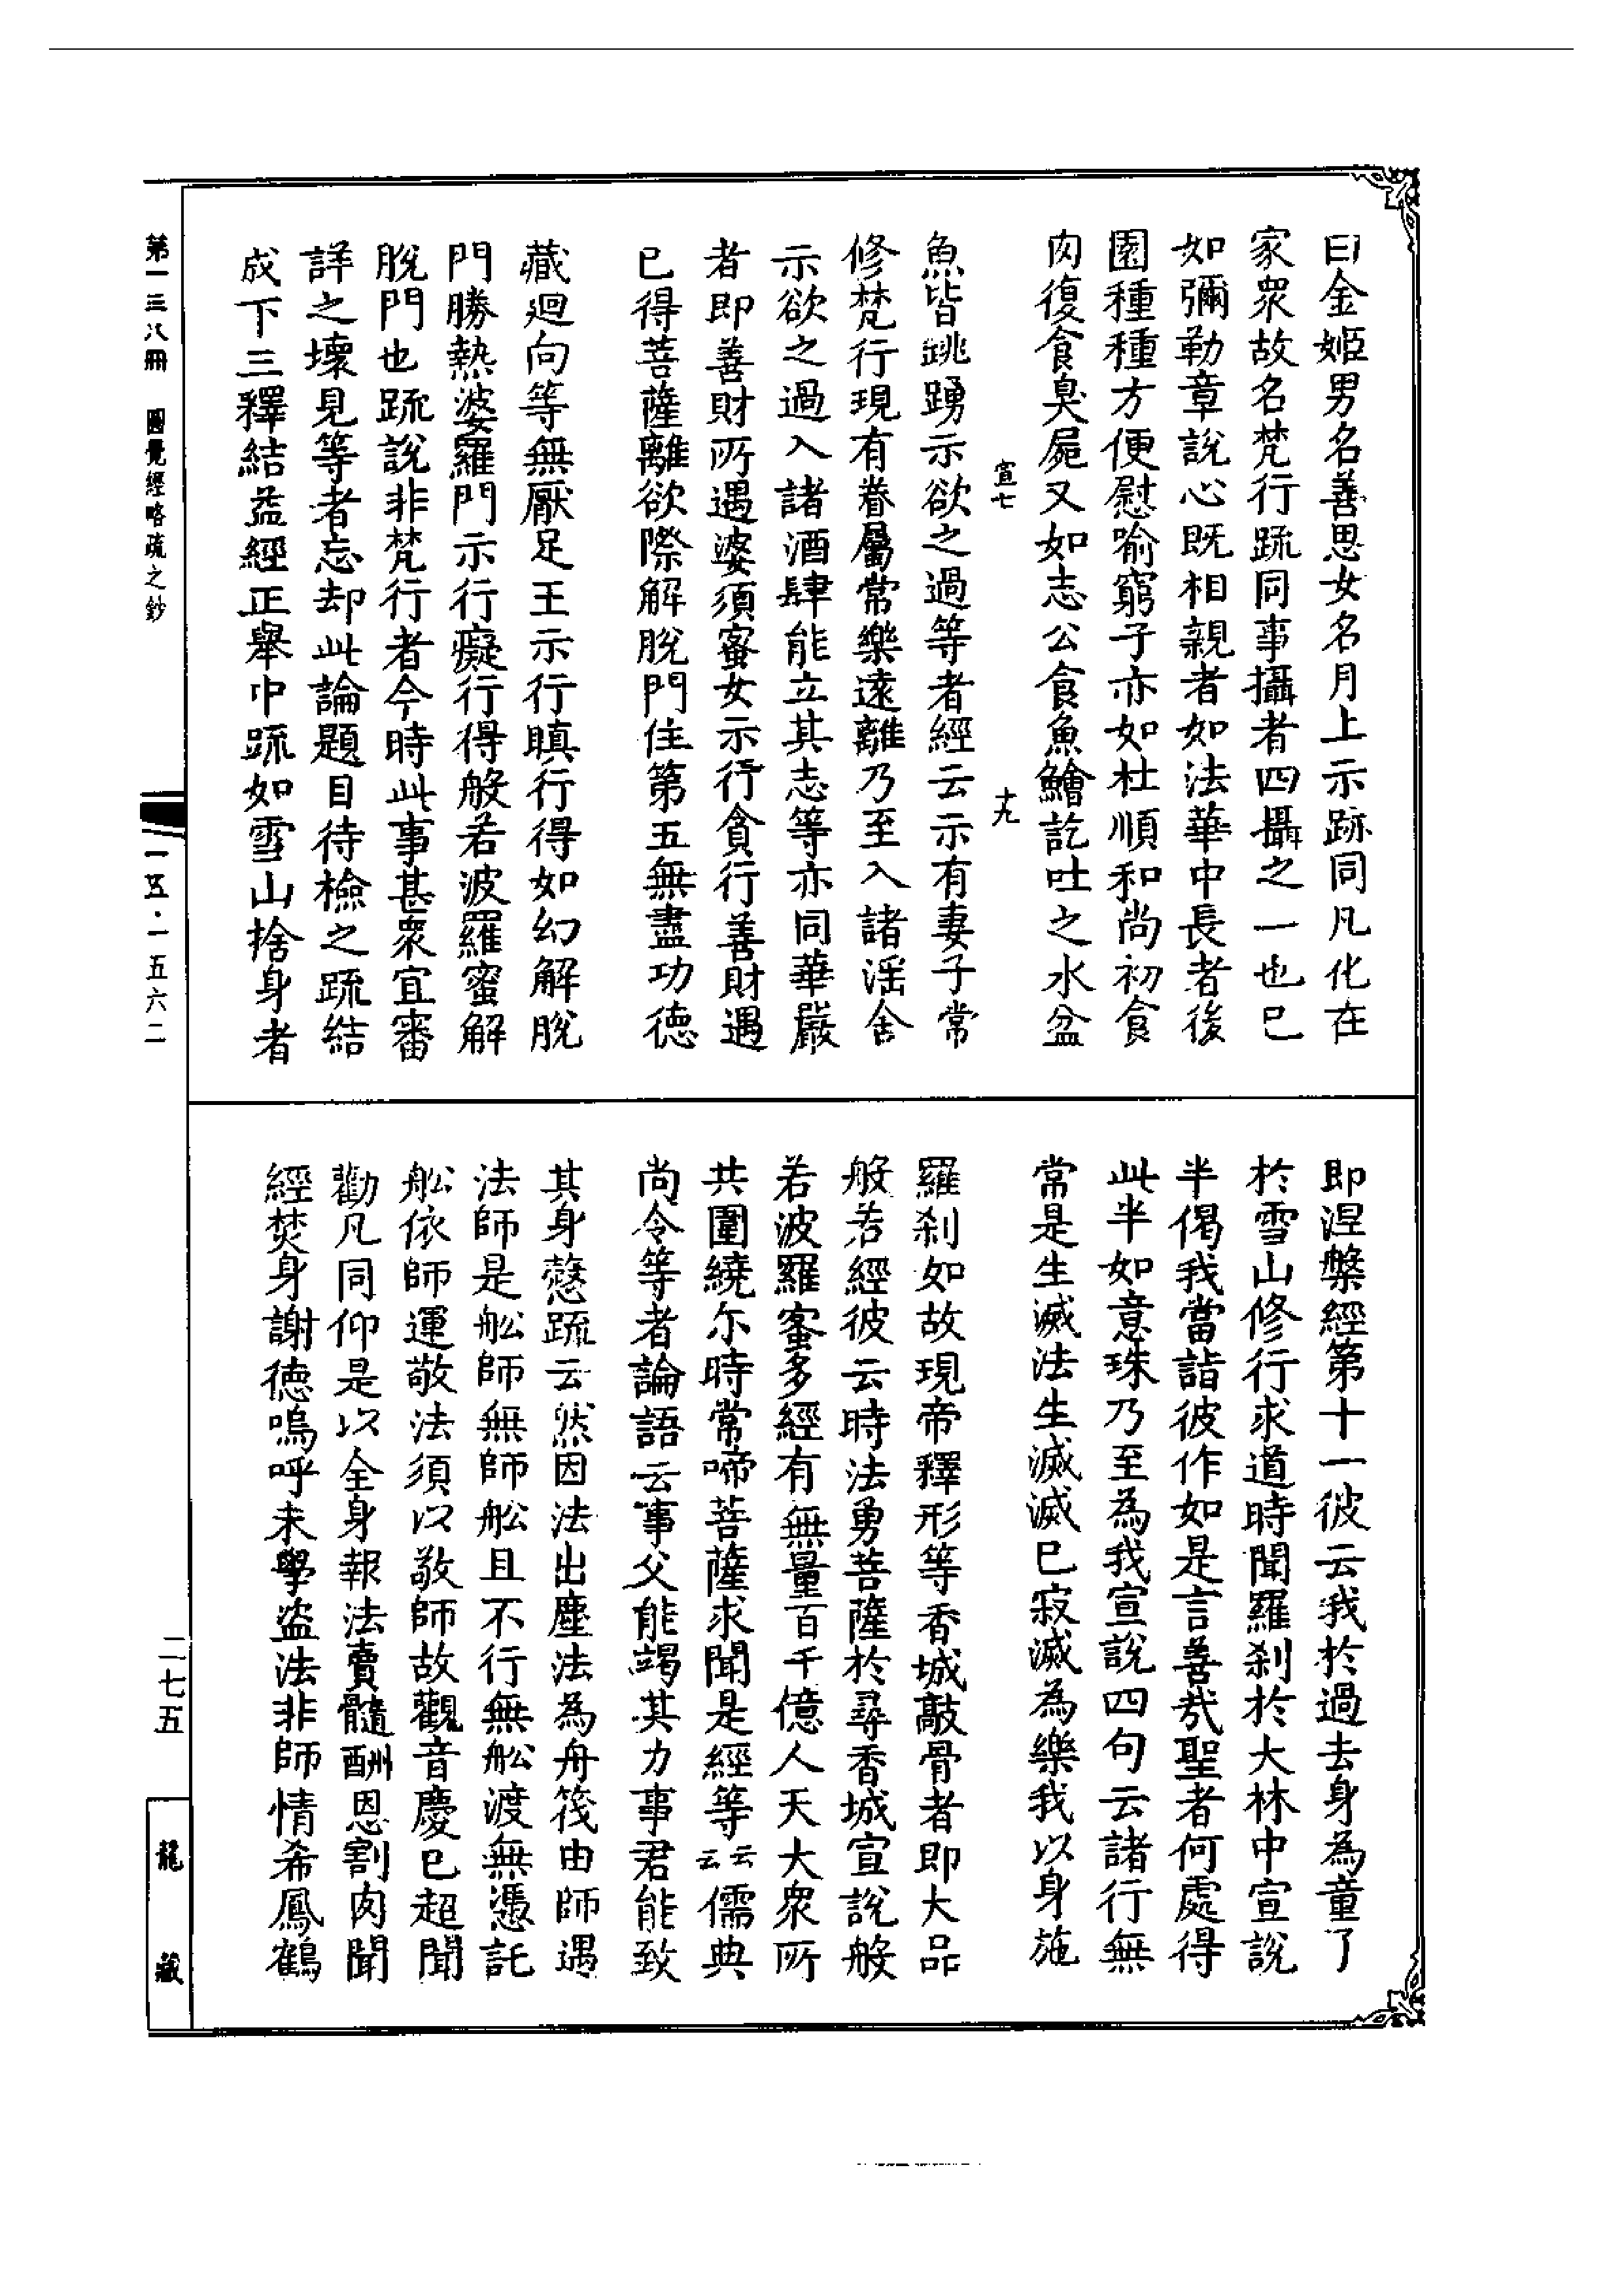 曰金姬男名善思女名月上示跡同凡化在
家眾故名梵行䟽同事攝者四攝之一也已
如彌勒章說心既相親者如法華中長者後
園種種方便慰喻窮子亦如杜順和尚初食
肉復食臭屍又如志公食魚鱠訖吐之水盆
宣七 十九
魚皆跳踴示欲之過等者經云示有妻子常
修梵行現有眷屬常樂遠離乃至入諸滛舍
示欲之過入諸酒肆能立其志等亦同華嚴
者即善財所遇婆須蜜女示行貪行善財遇
已得菩薩離欲際解脫門住第五無盡功德
藏迴向等無厭足王示行瞋行得如幻解脫
門勝熱婆羅門示行癡行得般若波羅蜜解
脫門也䟽說非梵行者今時此事甚眾宜審
詳之壞見等者忘却此論題目待檢之䟽結
成下三釋結益經正舉中䟽如雪山捨身者
即涅槃經第十一彼云我於過去身為童了
於雪山修行求道時聞羅刹於大林中宣說
半偈我當詣彼作如是言善哉聖者何處得
此半如意珠乃至為我宣說四句云諸行無
常是生滅法生滅滅已寂滅為樂我以身施
羅刹如故現帝釋形等香城敲骨者即大品
般若經彼云時法勇菩薩於尋香城宣說般
若波羅蜜多經有無量百千億人天大眾所
共圍繞尓時常啼菩薩求聞是經等云云儒典
尚令等者論語云事父能竭其力事君能致
其身䟽云然因法出塵法為舟筏由師遇
法師是舩師無師舩且不行無舩渡無憑託
舩依師運敬法須以敬師故觀音慶已超聞
勸凡同仰是以全身報法賣髓酬恩割肉聞
經焚身謝德嗚呼末學盜法非師情希鳳鶴
第一三八冊 圓覺經略疏之鈔
一五·一五六二
二七五
龍藏